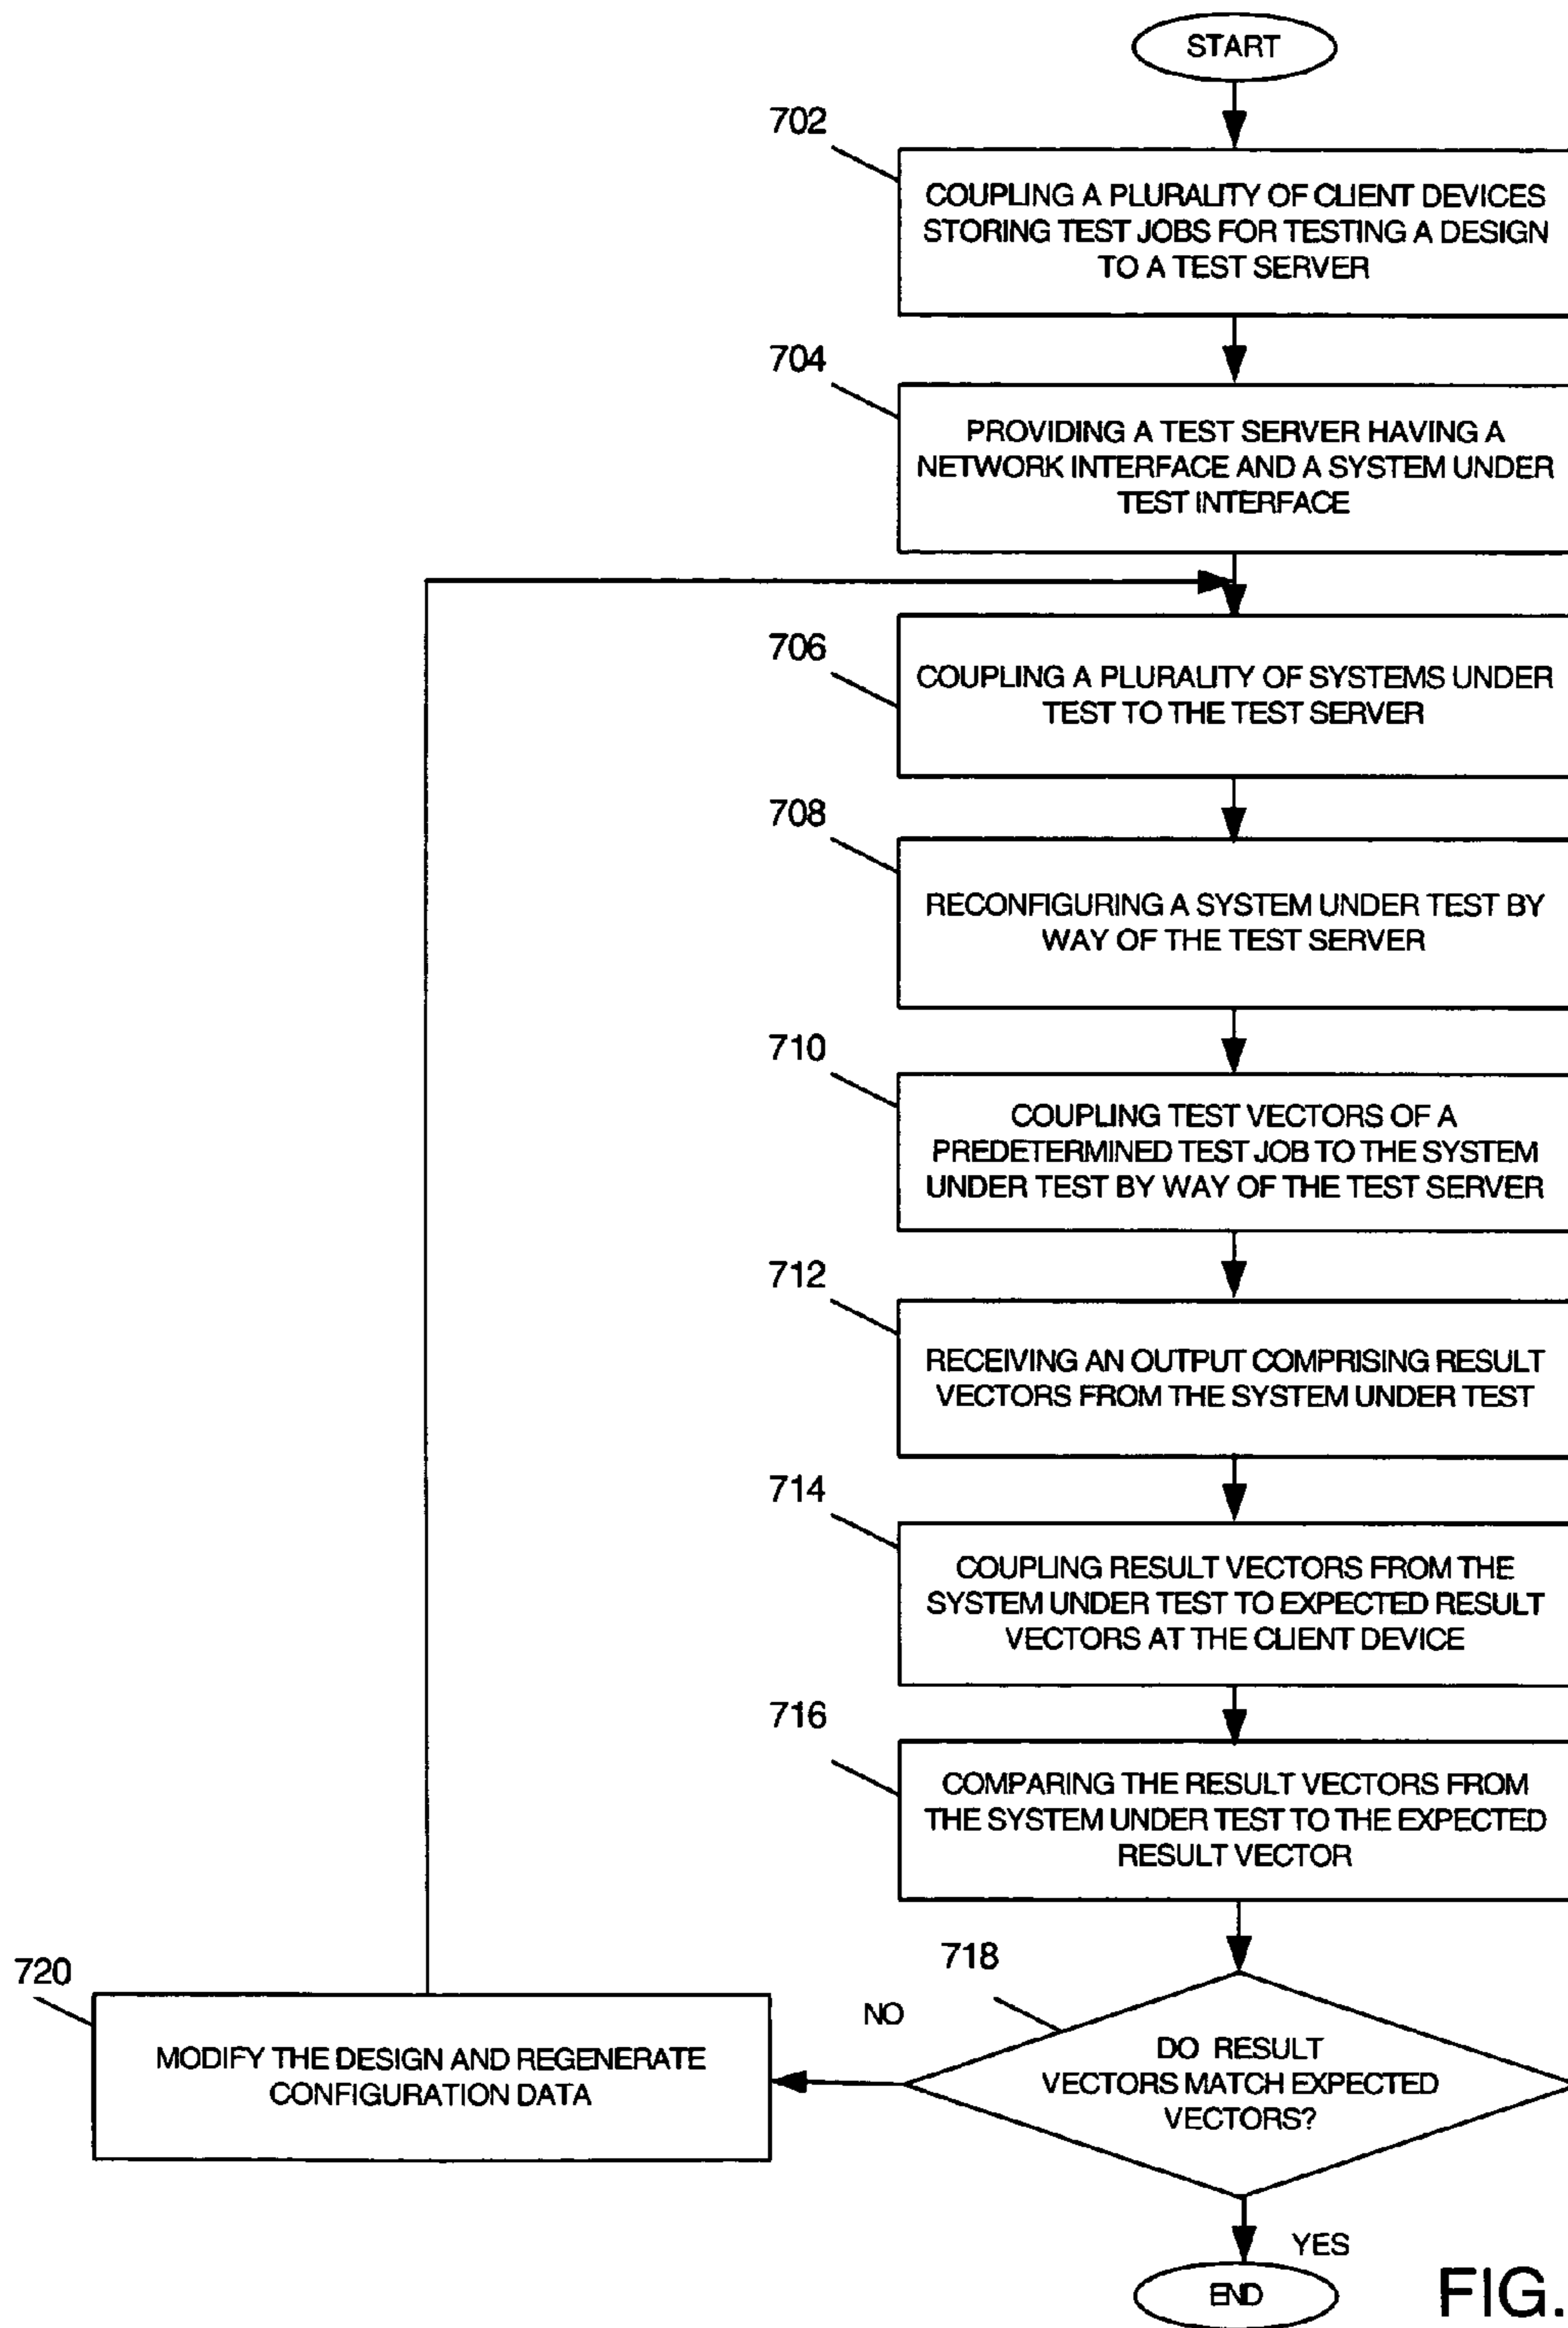 START
702
COUPLING A PLURALITY OF CLIENT DEVICES
STORING TEST JOBS FOR TESTING A DESIGN
TO A TEST SERVER
704
PROVIDING A TEST SERVER HAVING A
NETWORK INTERFACE AND A SYSTEM UNDER
TEST INTERFACE
706
COUPLING A PLURALITY OF SYSTEMS UNDER
TEST TO THE TEST SERVER
708
RECONFIGURING A SYSTEM UNDER TEST BY
WAY OF THE TEST SERVER
710
COUPLING TEST VECTORS OF A
PREDETERMINED TEST JOB TO THE SYSTEM
UNDER TEST BY WAY OF THE TEST SERVER
712
RECEIVING AN OUTPUT COMPRISING RESULT
VECTORS FROM THE SYSTEM UNDER TEST
714
COUPLING RESULT VECTORS FROM THE
SYSTEM UNDER TEST TO EXPECTED RESULT
VECTORS AT THE CLIENT DEVICE
716
COMPARING THE RESULT VECTORS FROM
THE SYSTEM UNDER TEST TO THE EXPECTED
RESULT VECTOR
718
DO RESULT
VECTORS MATCH EXPECTED
VECTORS?
NO
720
MODIFY THE DESIGN AND REGENERATE
CONFIGURATION DATA
YES
END
FIG.